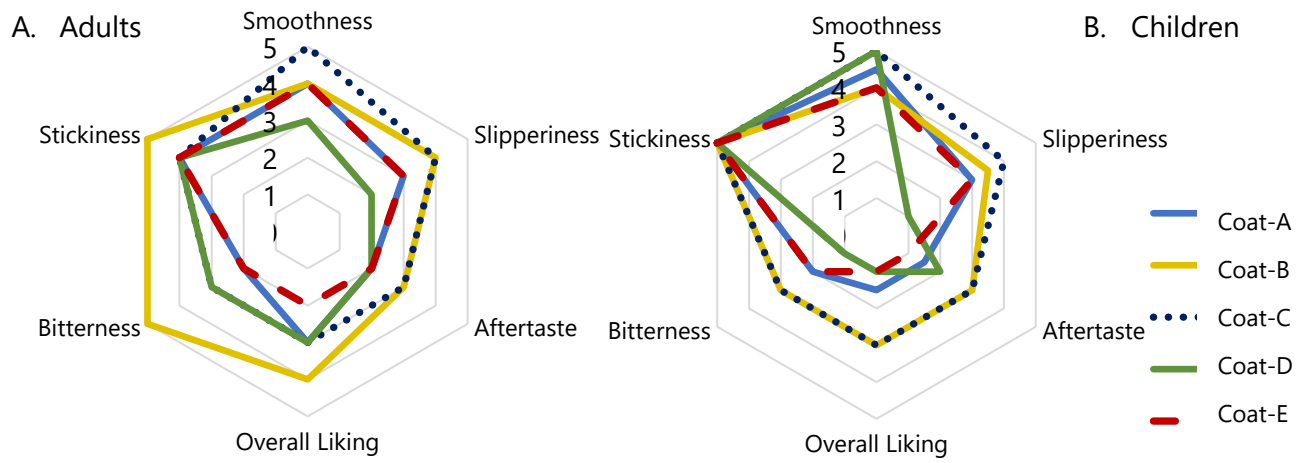 A. Adults
Smoothness
5
4
3
2
1
0
Stickiness
Slipperiness
Bitterness
Aftertaste
Overall Liking
B. Children
Smoothness
5
4
3
2
1
0
Stickiness
Slipperiness
Bitterness
Aftertaste
Overall Liking
Coat-A
Coat-B
Coat-C
Coat-D
Coat-E